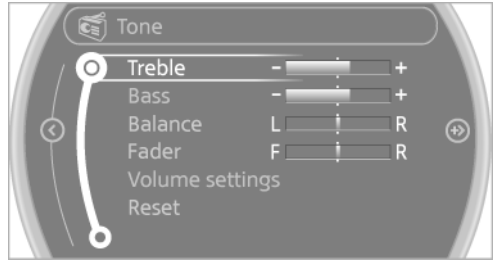 Tone
Treble - +
Bass - +
Balance L R
Fader F R
Volume settings
Reset